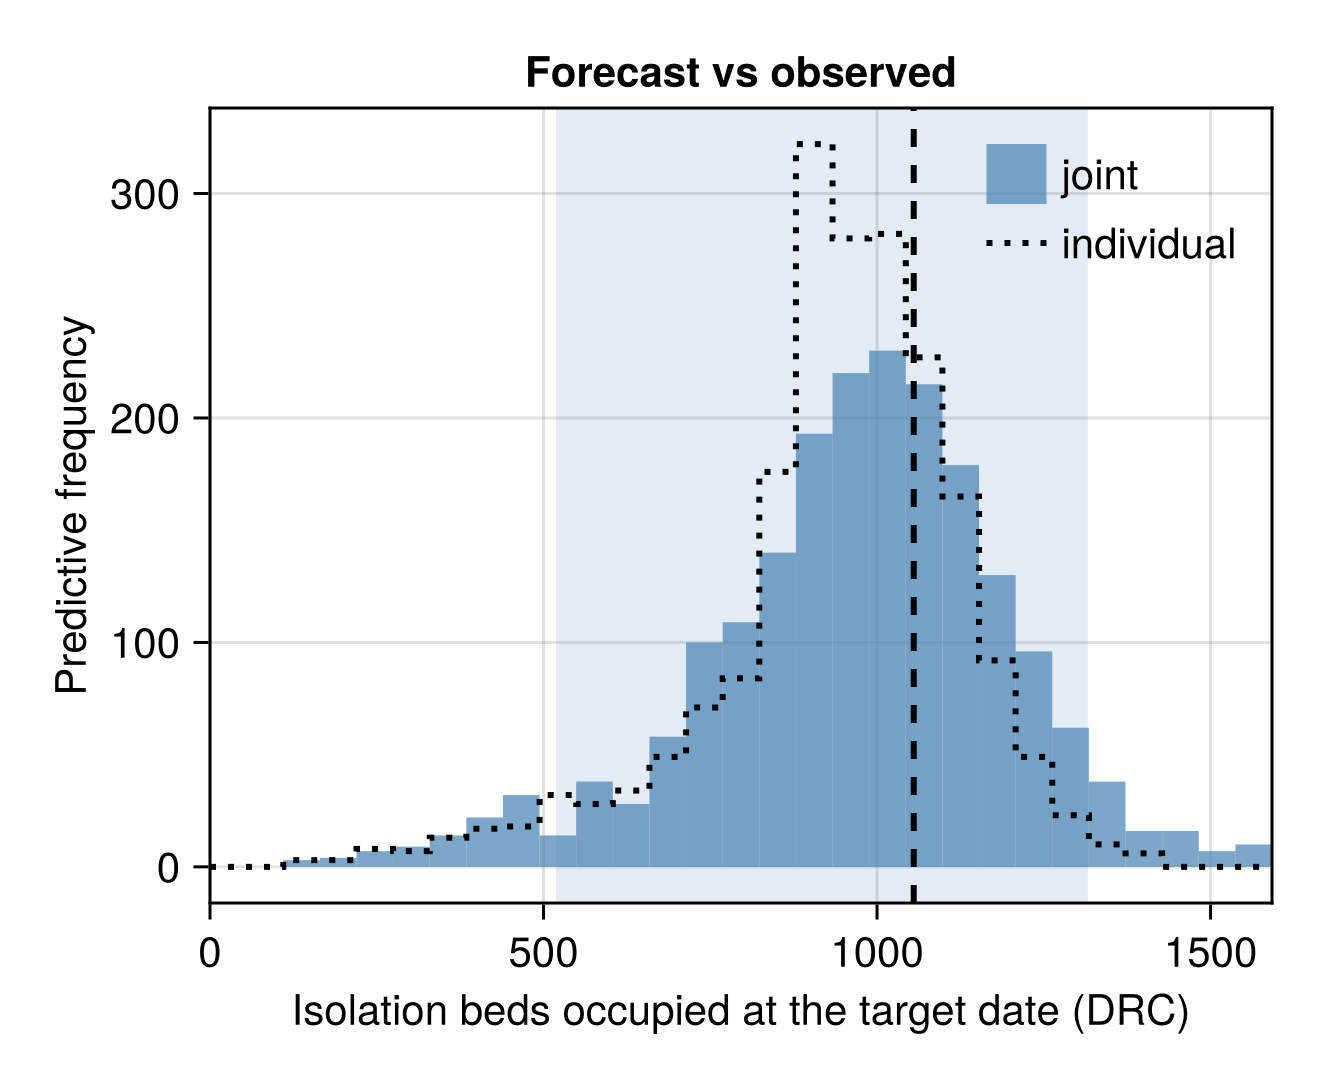 Forecast vs observed
joint
individual
300
200
100
0
Predictive frequency
0 500 1000 1500
Isolation beds occupied at the target date (DRC)